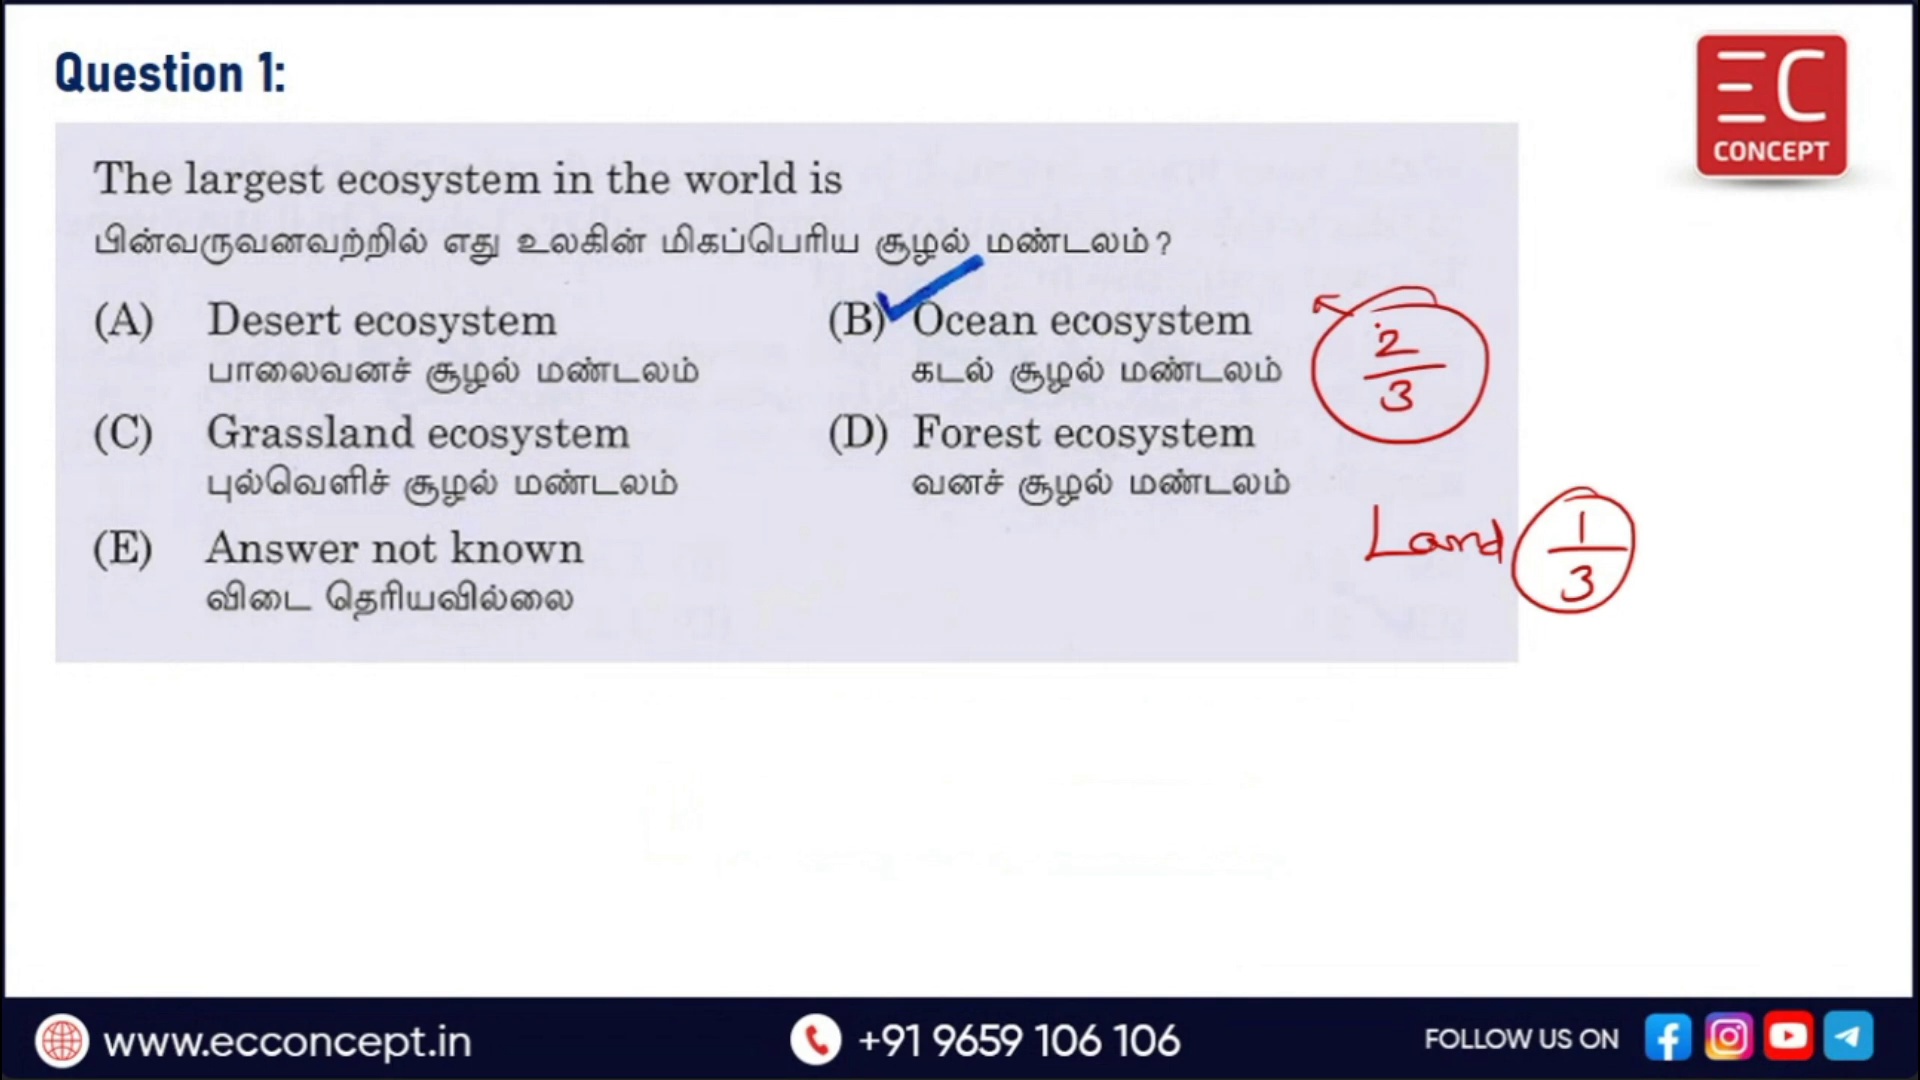 Question 1:
EC
CONCEPT
The largest ecosystem in the world is
பின்வருவனவற்றில் எது உலகின் மிகப்பெரிய சூழல் மண்டலம்?
(A) Desert ecosystem (B) Ocean ecosystem
பாலைவனச் சூழல் மண்டலம் கடல் சூழல் மண்டலம்
2/3
(C) Grassland ecosystem (D) Forest ecosystem
புல்வெளிச் சூழல் மண்டலம் வனச் சூழல் மண்டலம்
Land 1/3
(E) Answer not known
விடை தெரியவில்லை
www.ecconcept.in +91 9659 106 106 FOLLOW US ON